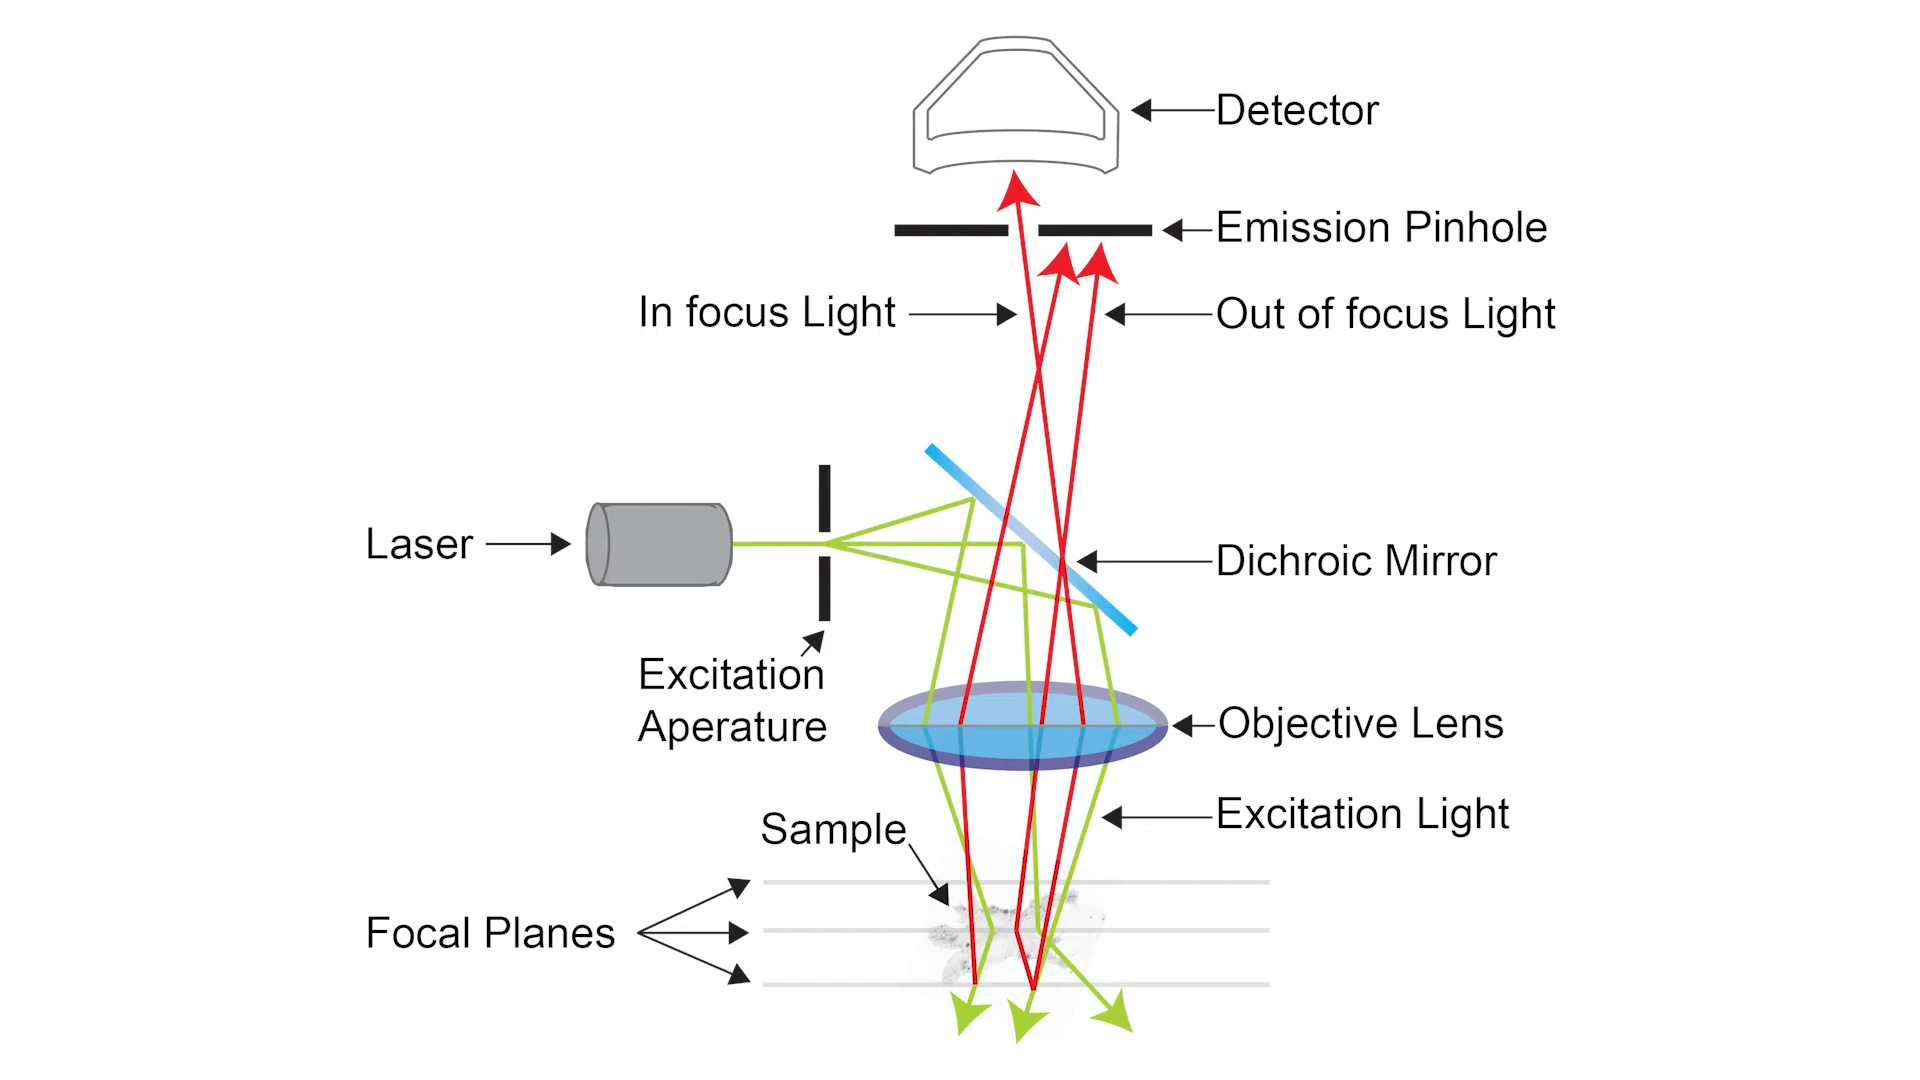 Detector
Emission Pinhole
In focus Light
Out of focus Light
Laser
Dichroic Mirror
Excitation
Aperature
Objective Lens
Excitation Light
Sample
Focal Planes